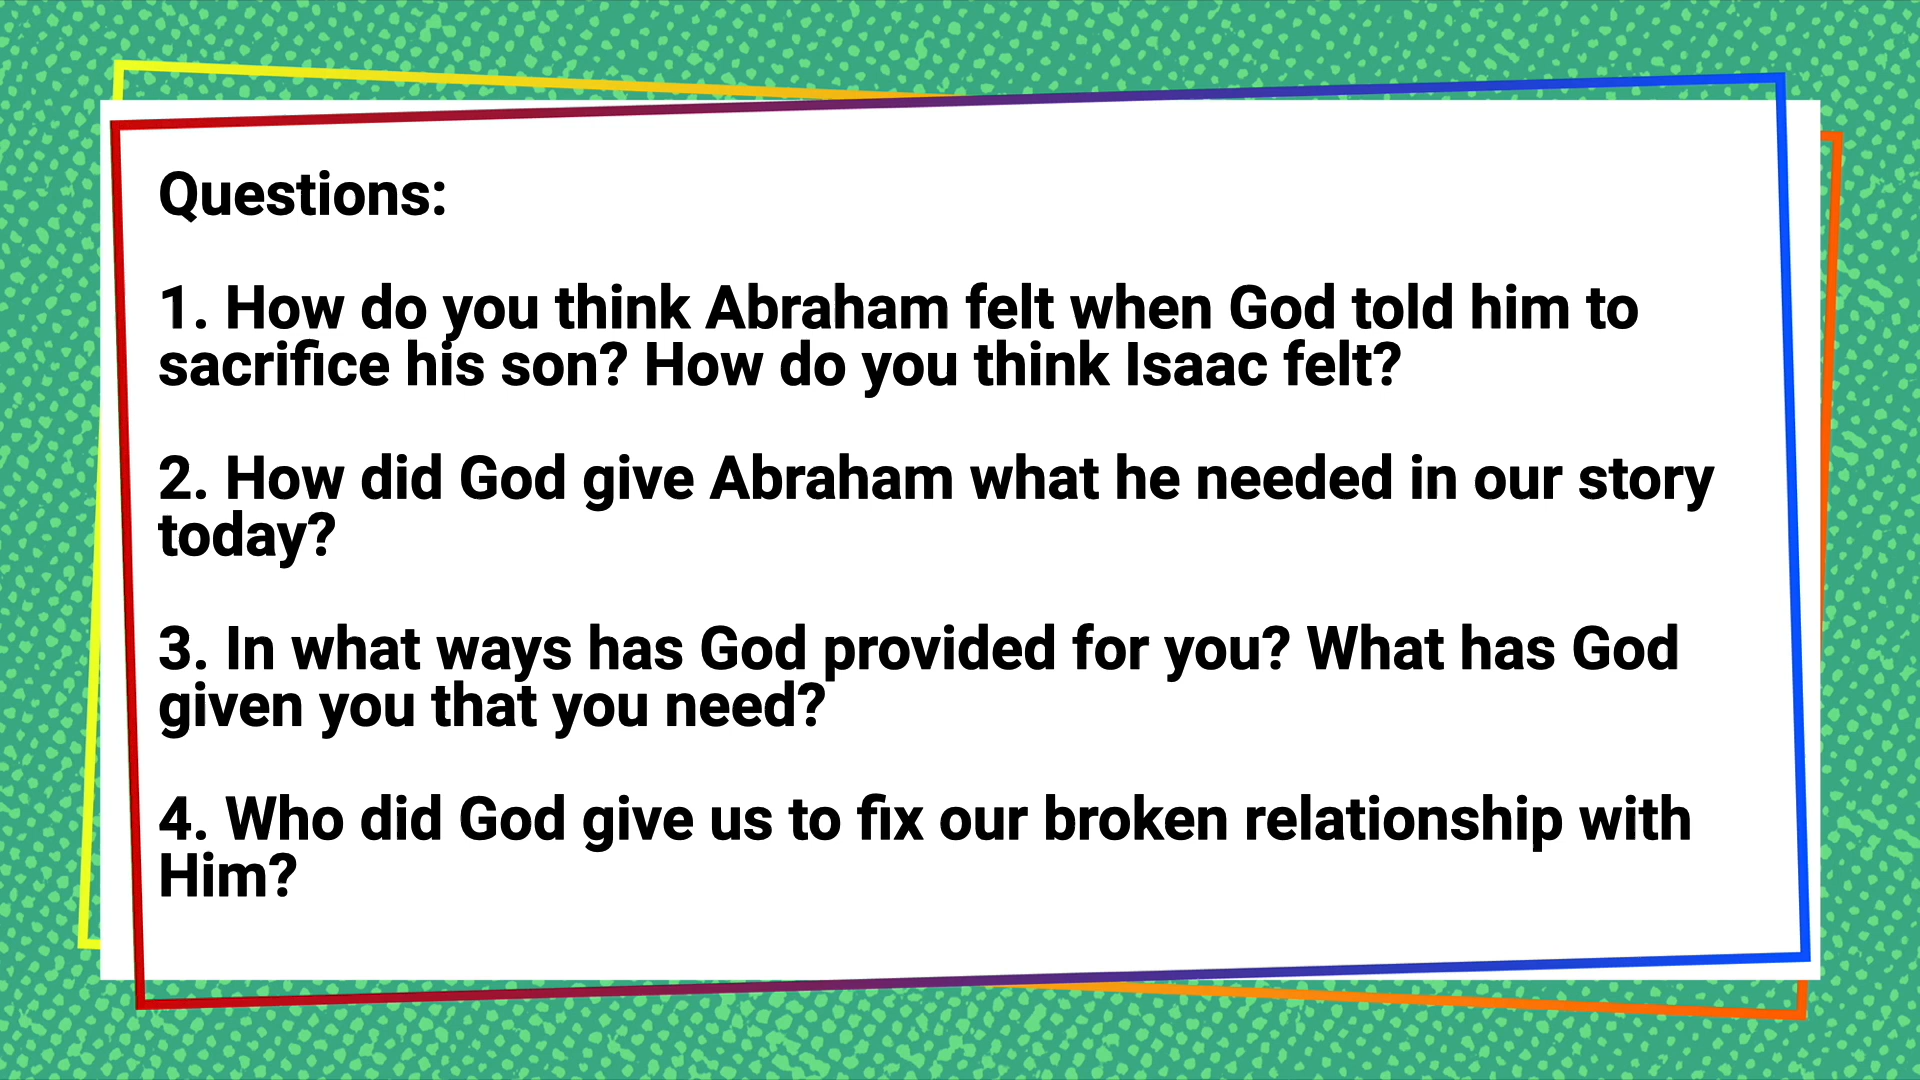 Questions:
1. How do you think Abraham felt when God told him to
sacrifice his son? How do you think Isaac felt?
2. How did God give Abraham what he needed in our story
today?
3. In what ways has God provided for you? What has God
given you that you need?
4. Who did God give us to fix our broken relationship with
Him?